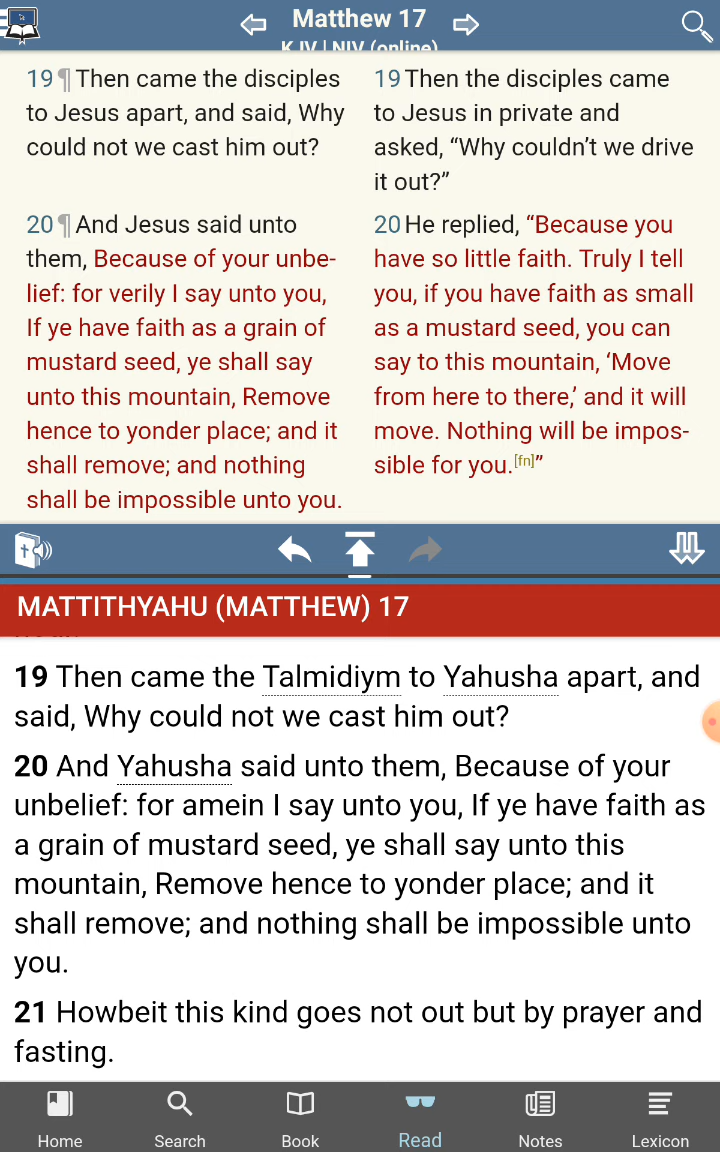 Matthew 17
KJV | NIV (online)
19 ¶ Then came the disciples
to Jesus apart, and said, Why
could not we cast him out?
20 ¶ And Jesus said unto
them, Because of your unbe-
lief: for verily I say unto you,
If ye have faith as a grain of
mustard seed, ye shall say
unto this mountain, Remove
hence to yonder place; and it
shall remove; and nothing
shall be impossible unto you.
19 Then the disciples came
to Jesus in private and
asked, “Why couldn’t we drive
it out?”
20 He replied, “Because you
have so little faith. Truly I tell
you, if you have faith as small
as a mustard seed, you can
say to this mountain, ‘Move
from here to there,’ and it will
move. Nothing will be impos-
sible for you.[fn]”
MATTITHYAHU (MATTHEW) 17
19 Then came the Talmidiym to Yahusha apart, and
said, Why could not we cast him out?
20 And Yahusha said unto them, Because of your
unbelief: for amein I say unto you, If ye have faith as
a grain of mustard seed, ye shall say unto this
mountain, Remove hence to yonder place; and it
shall remove; and nothing shall be impossible unto
you.
21 Howbeit this kind goes not out but by prayer and
fasting.
Home Search Book Read Notes Lexicon